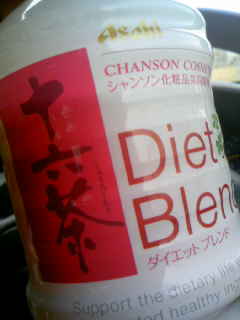 Asahi
CHANSON COSM
シャンソン化粧品共同開発
十六茶
Diet
Blen
ダイエット ブレンド
Support the dietary life
healthy